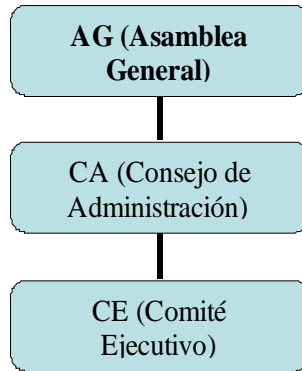 AG (Asamblea
General)
CA (Consejo de
Administración)
CE (Comité
Ejecutivo)